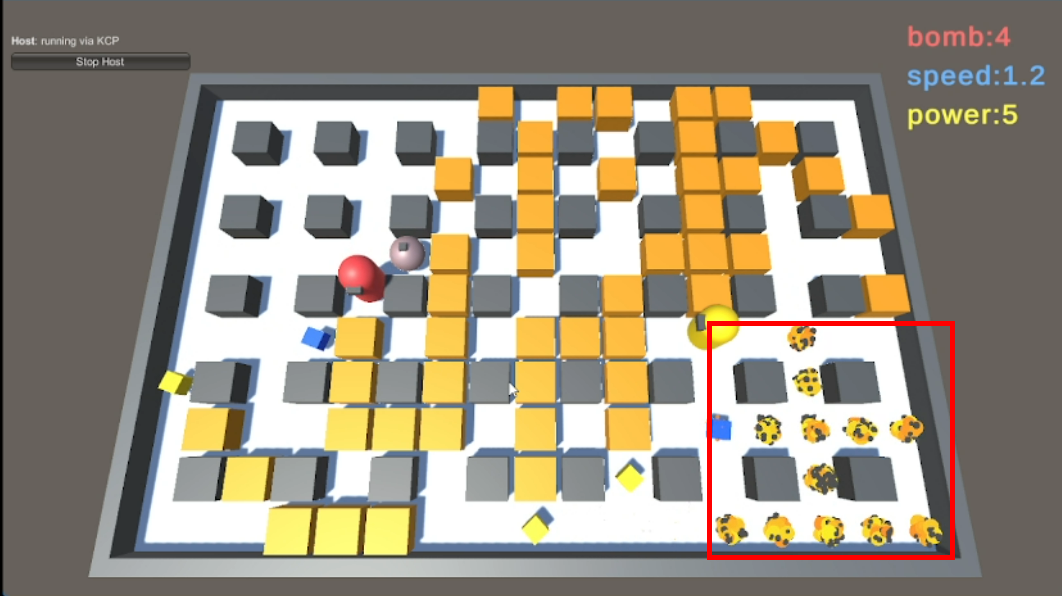 Host: running via KCP
Stop Host
bomb:4
speed:1.2
power:5